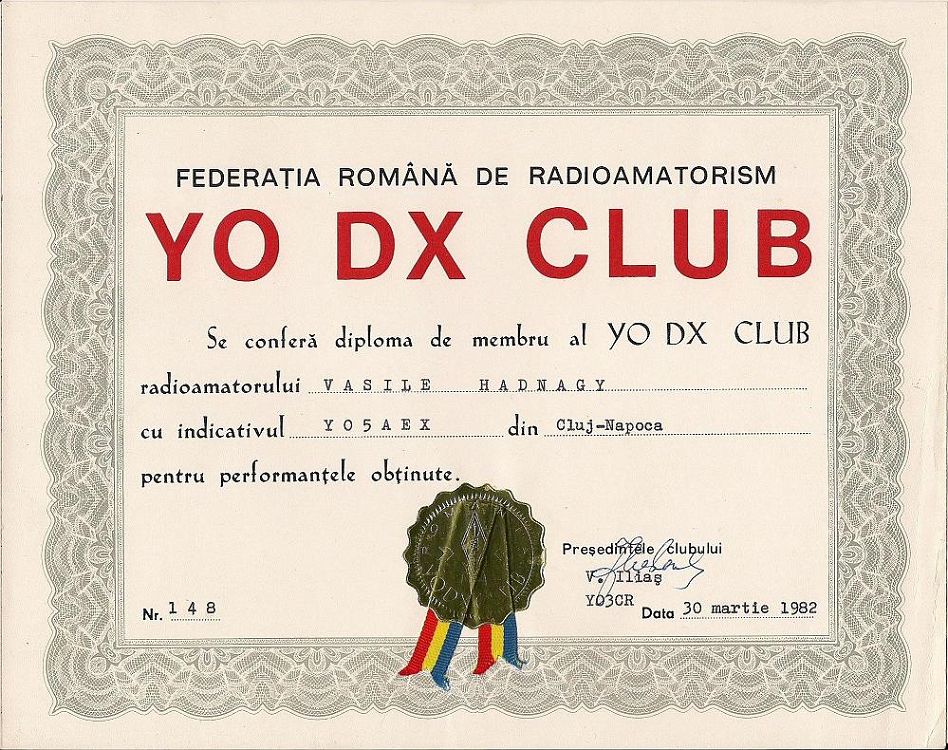 FEDERAȚIA ROMÂNĂ DE RADIOAMATORISM
YO DX CLUB
Se conferă diploma de membru al YO DX CLUB
radioamatorului VASILE HADNAGY
cu indicativul YO5AEX din Cluj-Napoca
pentru performanțele obținute.
Președintele clubului
V. Iliaș
YO3CR
Nr. 148
Data 30 martie 1982